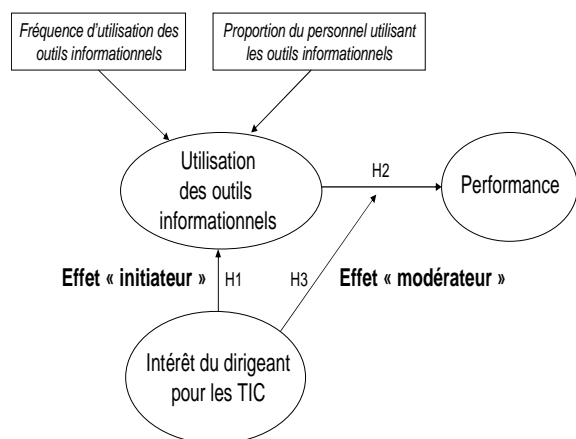 Fréquence d'utilisation des
outils informationnels
Proportion du personnel utilisant
les outils informationnels
Utilisation
des outils
informationnels
H2
Performance
Effet « initiateur »
H1
H3
Effet « modérateur »
Intérêt du dirigeant
pour les TIC